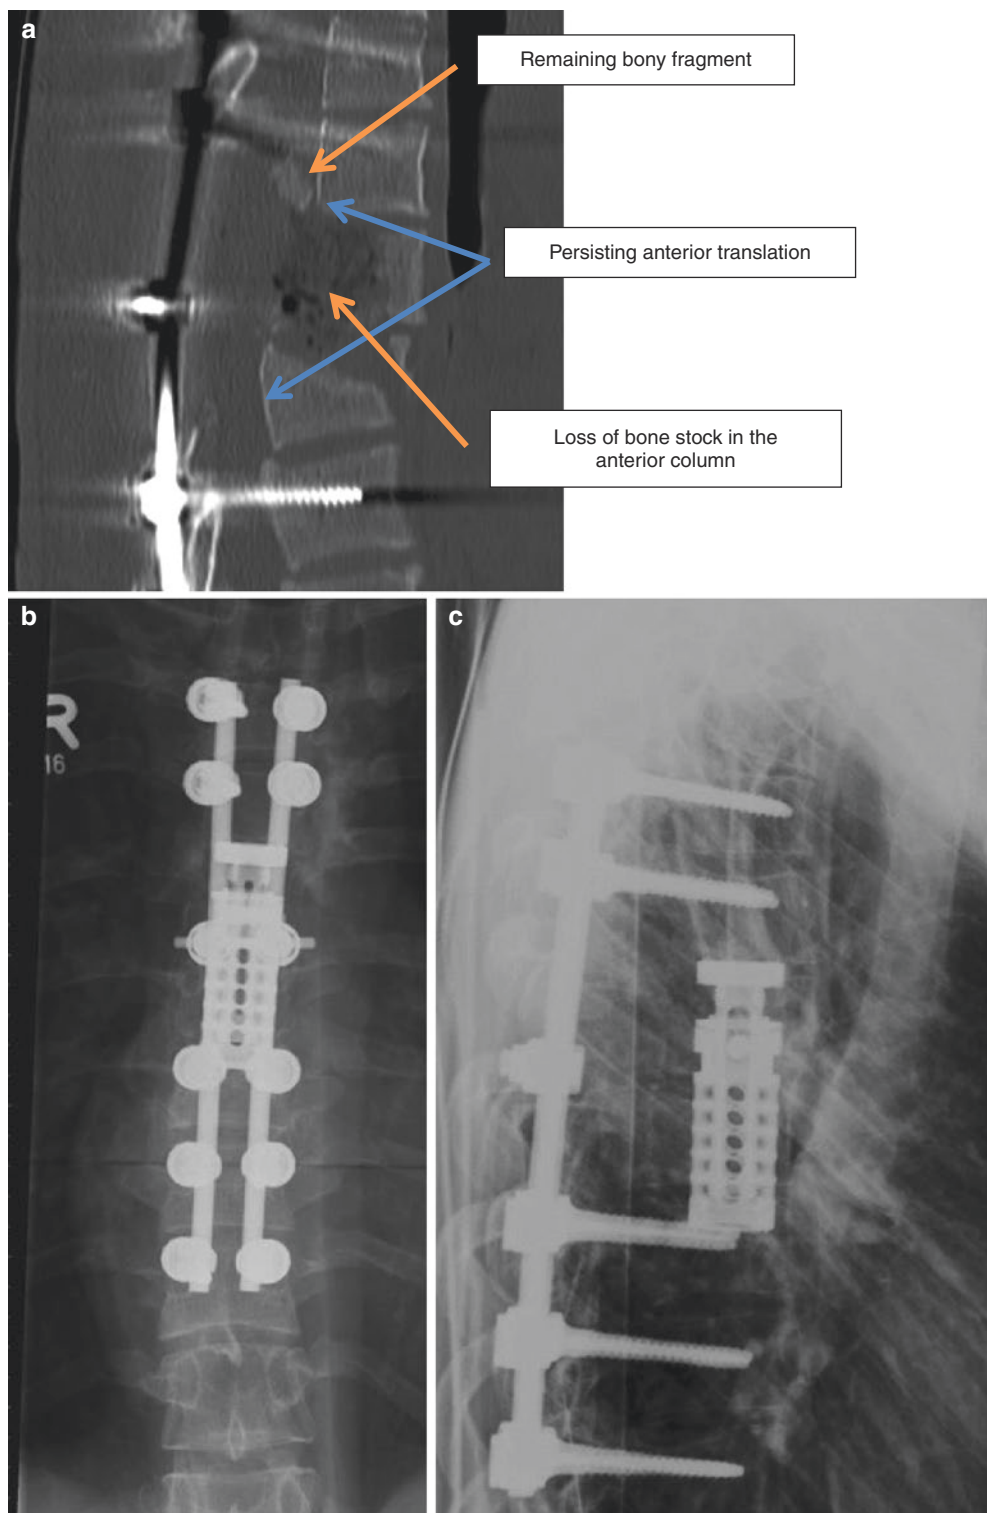 a
Remaining bony fragment
Persisting anterior translation
Loss of bone stock in the
anterior column
b
R
16
c